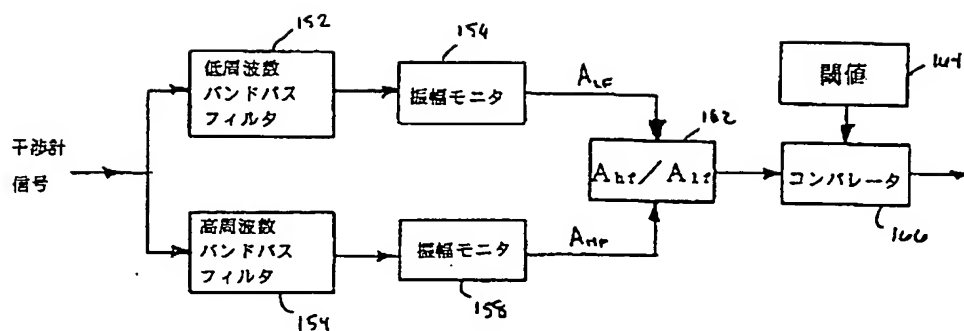 152
低周波数
バンドパス
フィルタ
154
振幅モニタ
A_LF
閾値
162
干渉計
信号
Ahf/Alf
コンパレータ
166
高周波数
バンドパス
フィルタ
154
振幅モニタ
158
A_HF